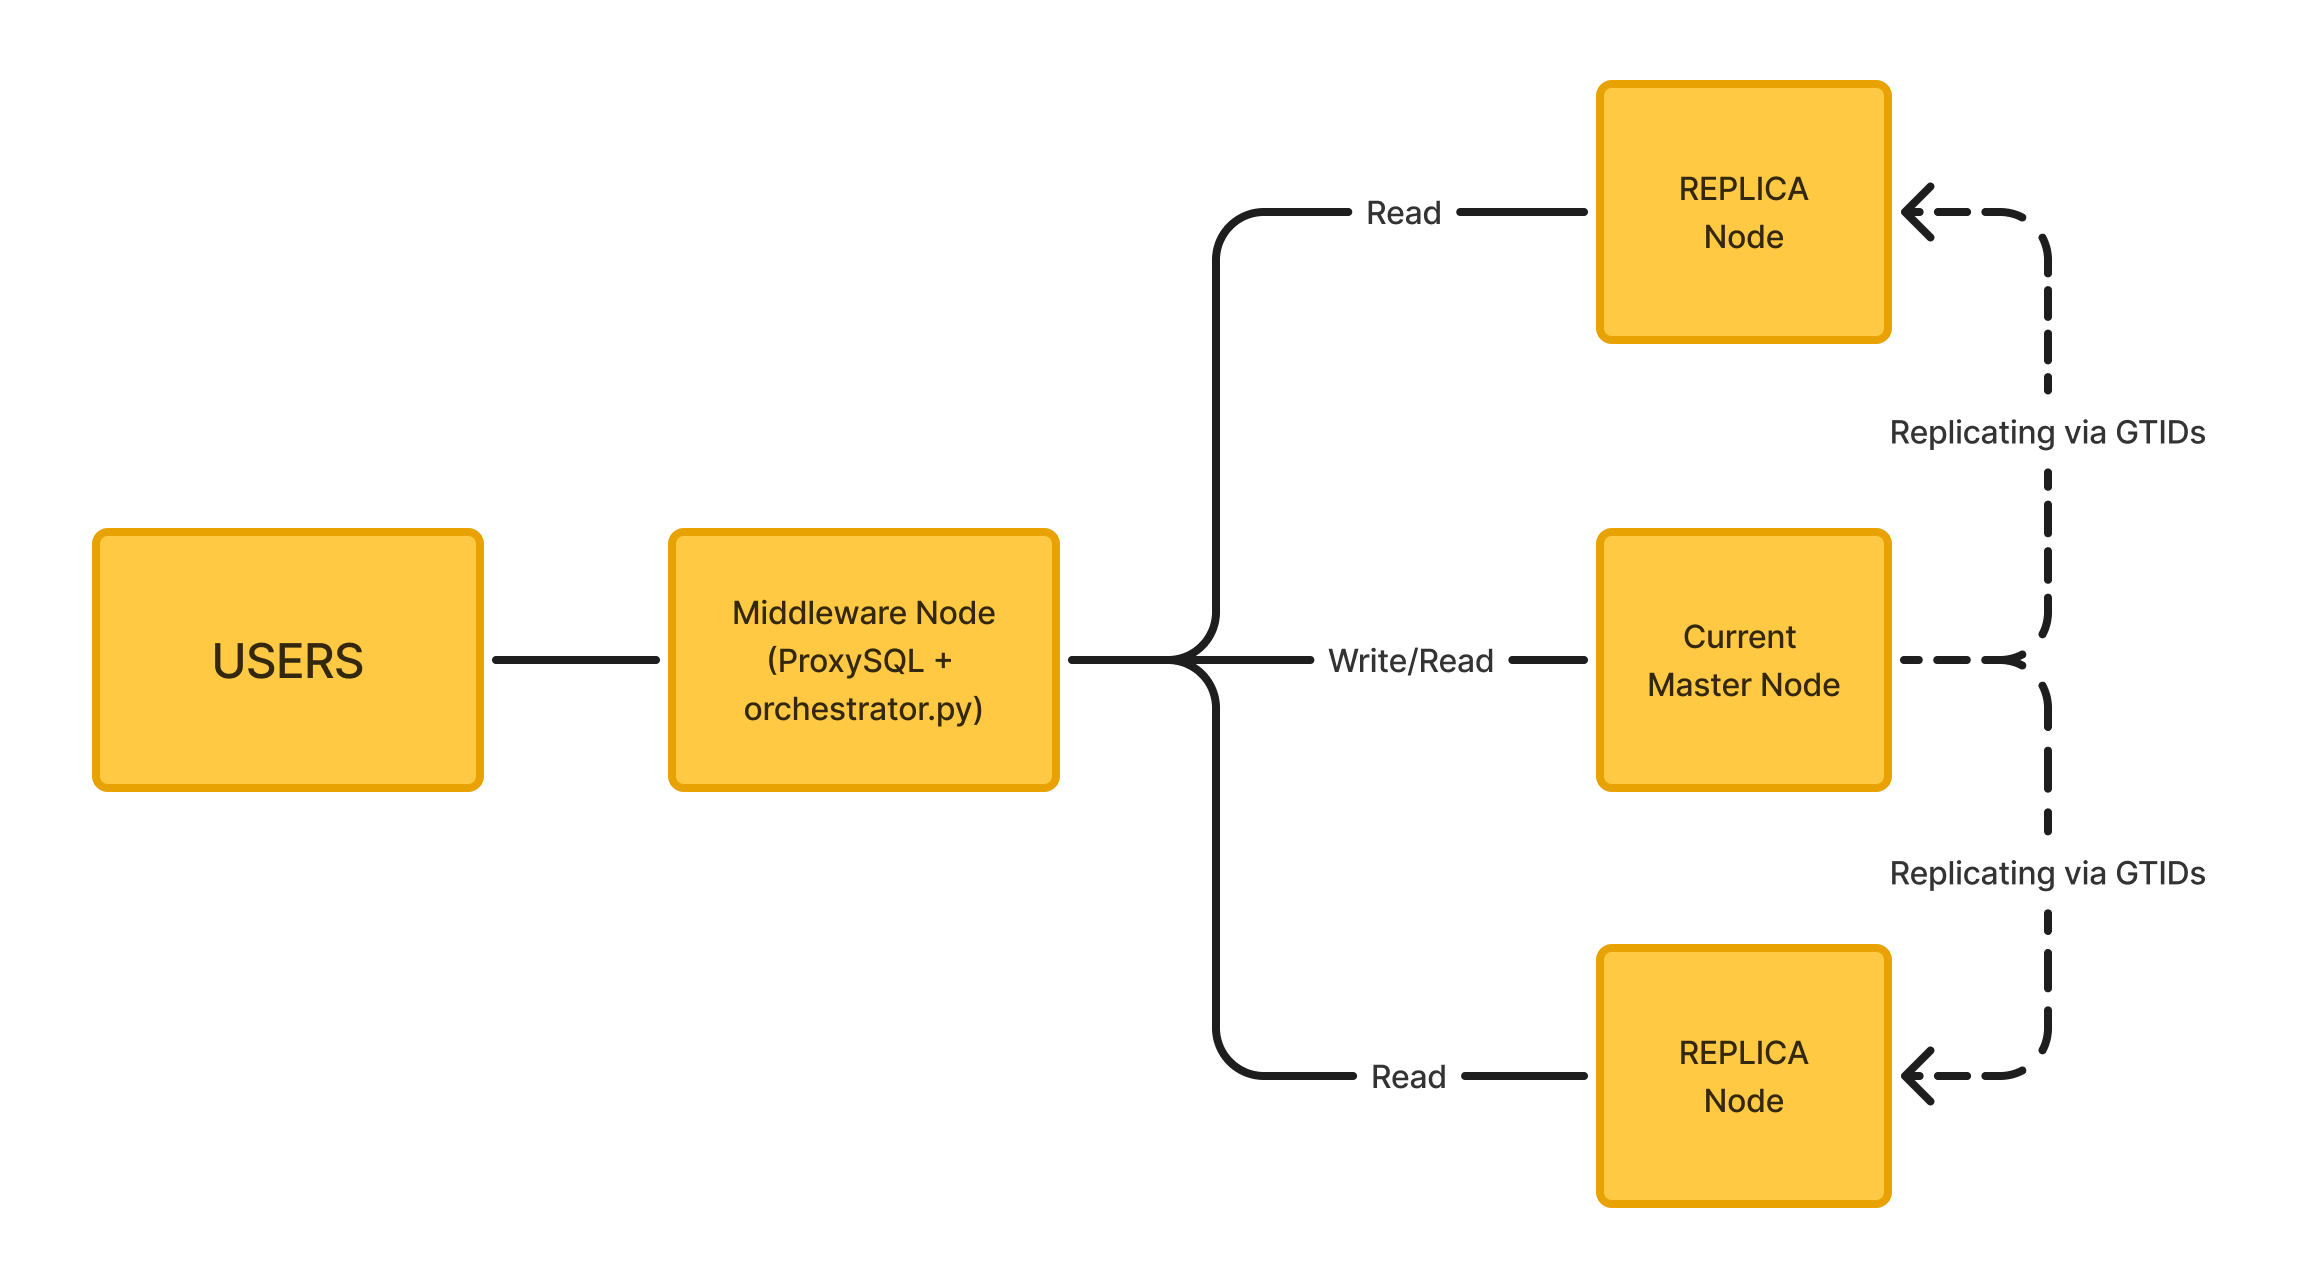 USERS
Middleware Node
(ProxySQL +
orchestrator.py)
Read
Write/Read
Read
REPLICA
Node
Current
Master Node
REPLICA
Node
Replicating via GTIDs
Replicating via GTIDs